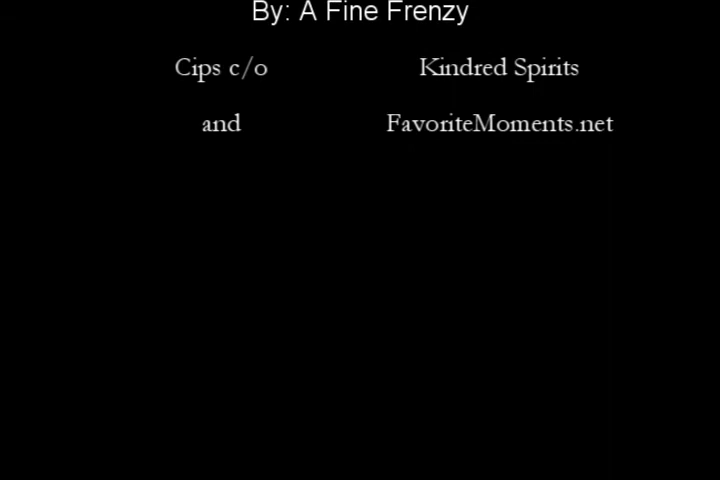 By: A Fine Frenzy
Cips c/o Kindred Spirits
and FavoriteMoments.net